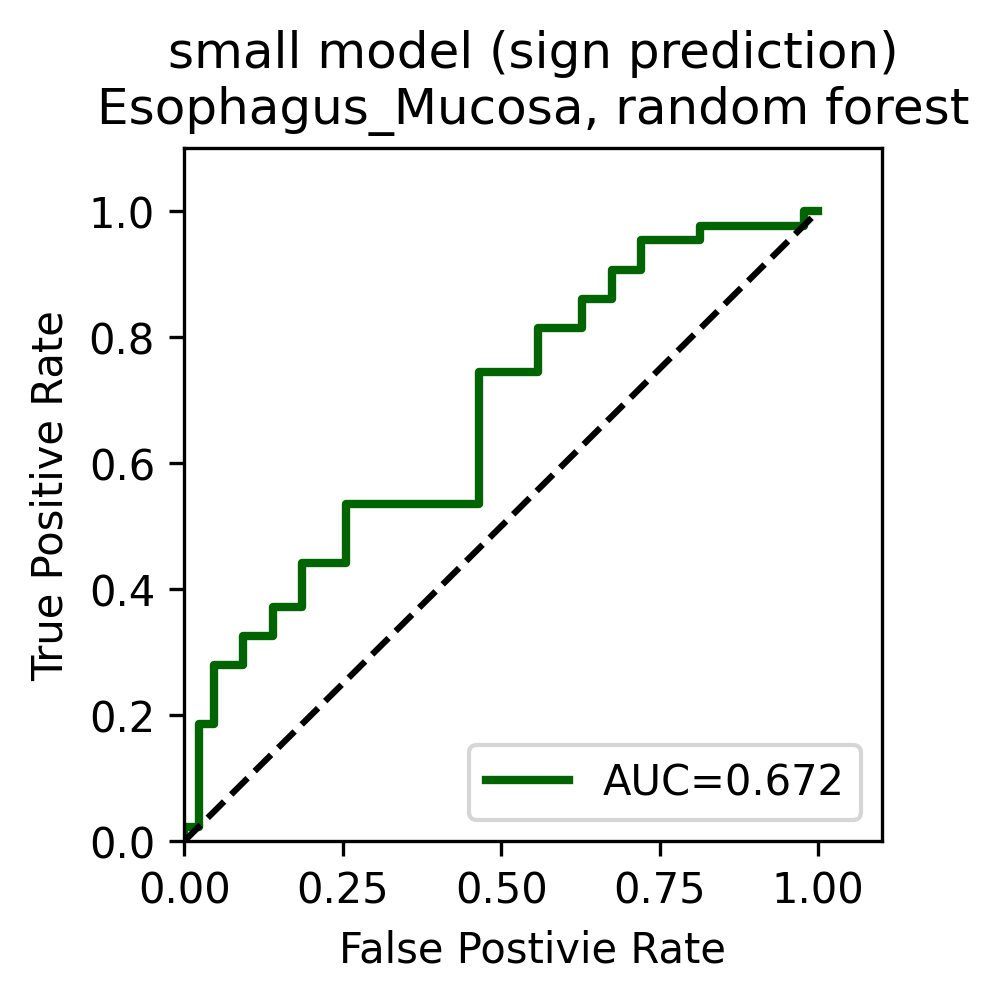 small model (sign prediction)
Esophagus_Mucosa, random forest
True Positive Rate
1.0
0.8
0.6
0.4
0.2
0.0
AUC=0.672
0.00 0.25 0.50 0.75 1.00
False Postivie Rate